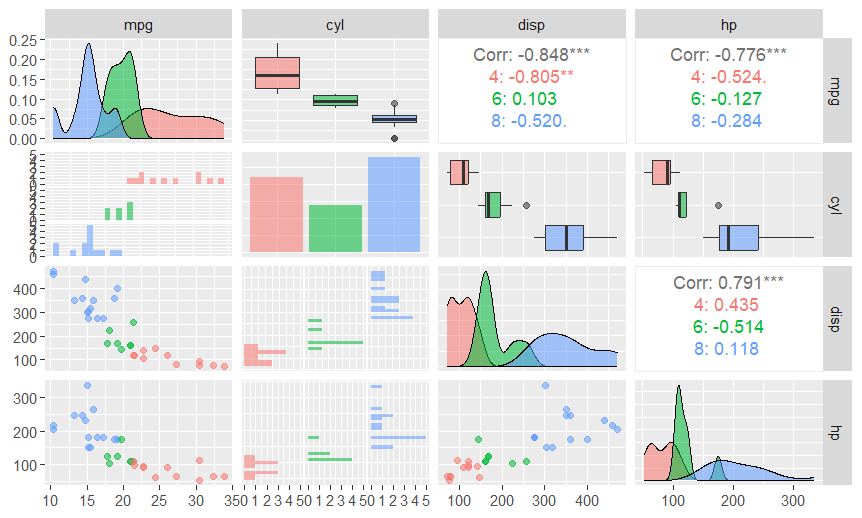 mpg cyl disp hp
0.25
0.20
0.15
0.10
0.05
0.00
Corr: -0.848***
4: -0.805**
6: 0.103
8: -0.520.
Corr: -0.776***
4: -0.524.
6: -0.127
8: -0.284
mpg
cyl
400
300
200
100
Corr: 0.791***
4: 0.435
6: -0.514
8: 0.118
disp
300
200
100
hp
10 15 20 25 30 35
0 1 2 3 4 5 0 1 2 3 4 5 0 1 2 3 4 5
100 200 300 400
100 200 300